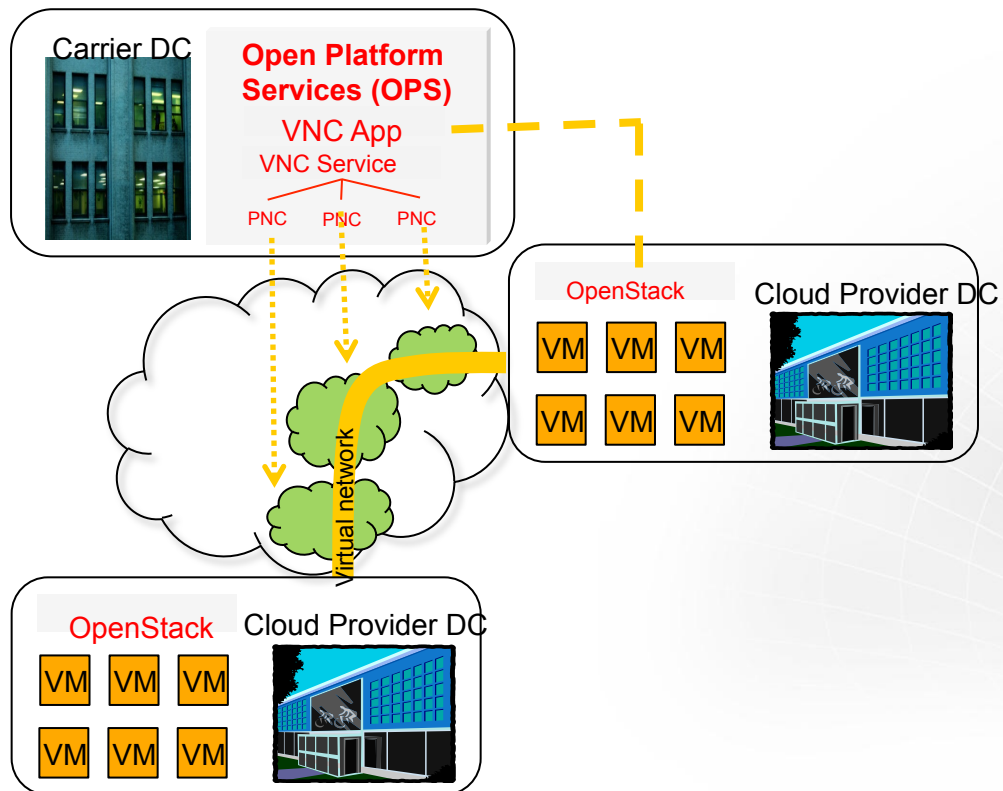 Carrier DC
Open Platform
Services (OPS)
VNC App
VNC Service
PNC PNC PNC
OpenStack
Cloud Provider DC
VM VM VM
VM VM VM
Virtual network
OpenStack
Cloud Provider DC
VM VM VM
VM VM VM